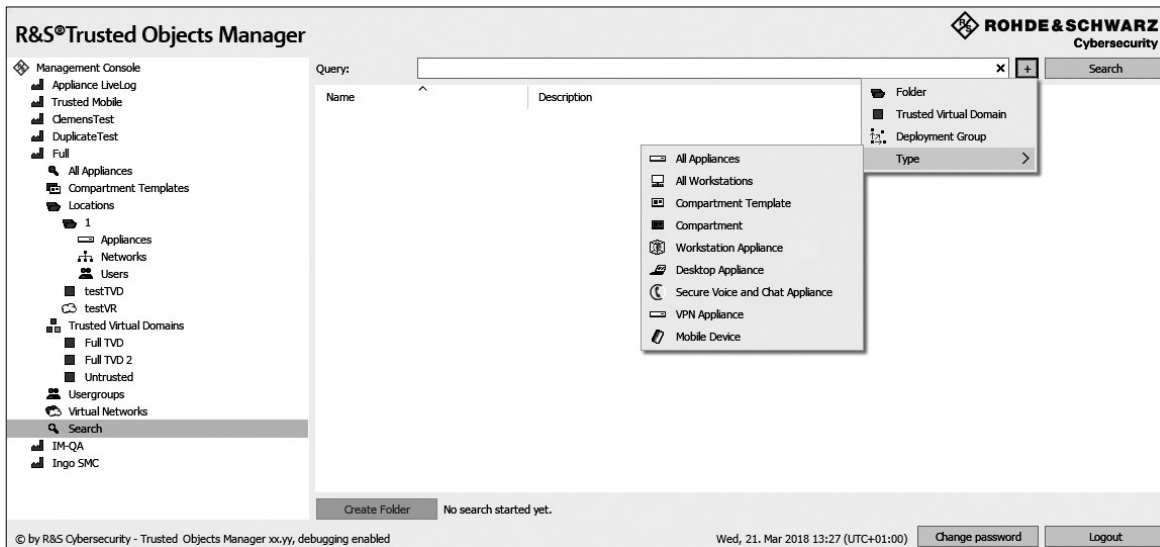 R&S®Trusted Objects Manager
ROHDE&SCHWARZ
Cybersecurity
Management Console
Appliance LiveLog
Trusted Mobile
ClemensTest
DuplicateTest
Full
All Appliances
Compartment Templates
Locations
1
Appliances
Networks
Users
testTVD
testVR
Trusted Virtual Domains
Full TVD
Full TVD 2
Untrusted
Usergroups
Virtual Networks
Search
IM-QA
Ingo SMC
Query:
+ Search
Name Description
Folder
Trusted Virtual Domain
Deployment Group
Type
All Appliances
All Workstations
Compartment Template
Compartment
Workstation Appliance
Desktop Appliance
Secure Voice and Chat Appliance
VPN Appliance
Mobile Device
Create Folder No search started yet.
© by R&S Cybersecurity - Trusted Objects Manager xx.yy, debugging enabled
Wed, 21. Mar 2018 13:27 (UTC+01:00) Change password Logout